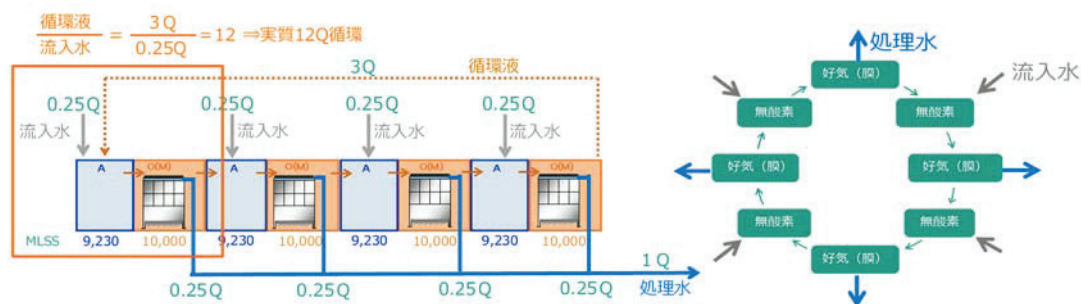 循環液 3Q
＝ ＝12 ⇒実質12Q循環
流入水 0.25Q
3Q 循環液
0.25Q 0.25Q 0.25Q 0.25Q
流入水 流入水 流入水 流入水
A O(M) A O(M) A O(M) A O(M)
MLSS 9,230 10,000 9,230 10,000 9,230 10,000 9,230 10,000
1Q
0.25Q 0.25Q 0.25Q 0.25Q 処理水
処理水
流入水
好気（膜）
無酸素 無酸素
好気（膜） 好気（膜）
無酸素 無酸素
好気（膜）